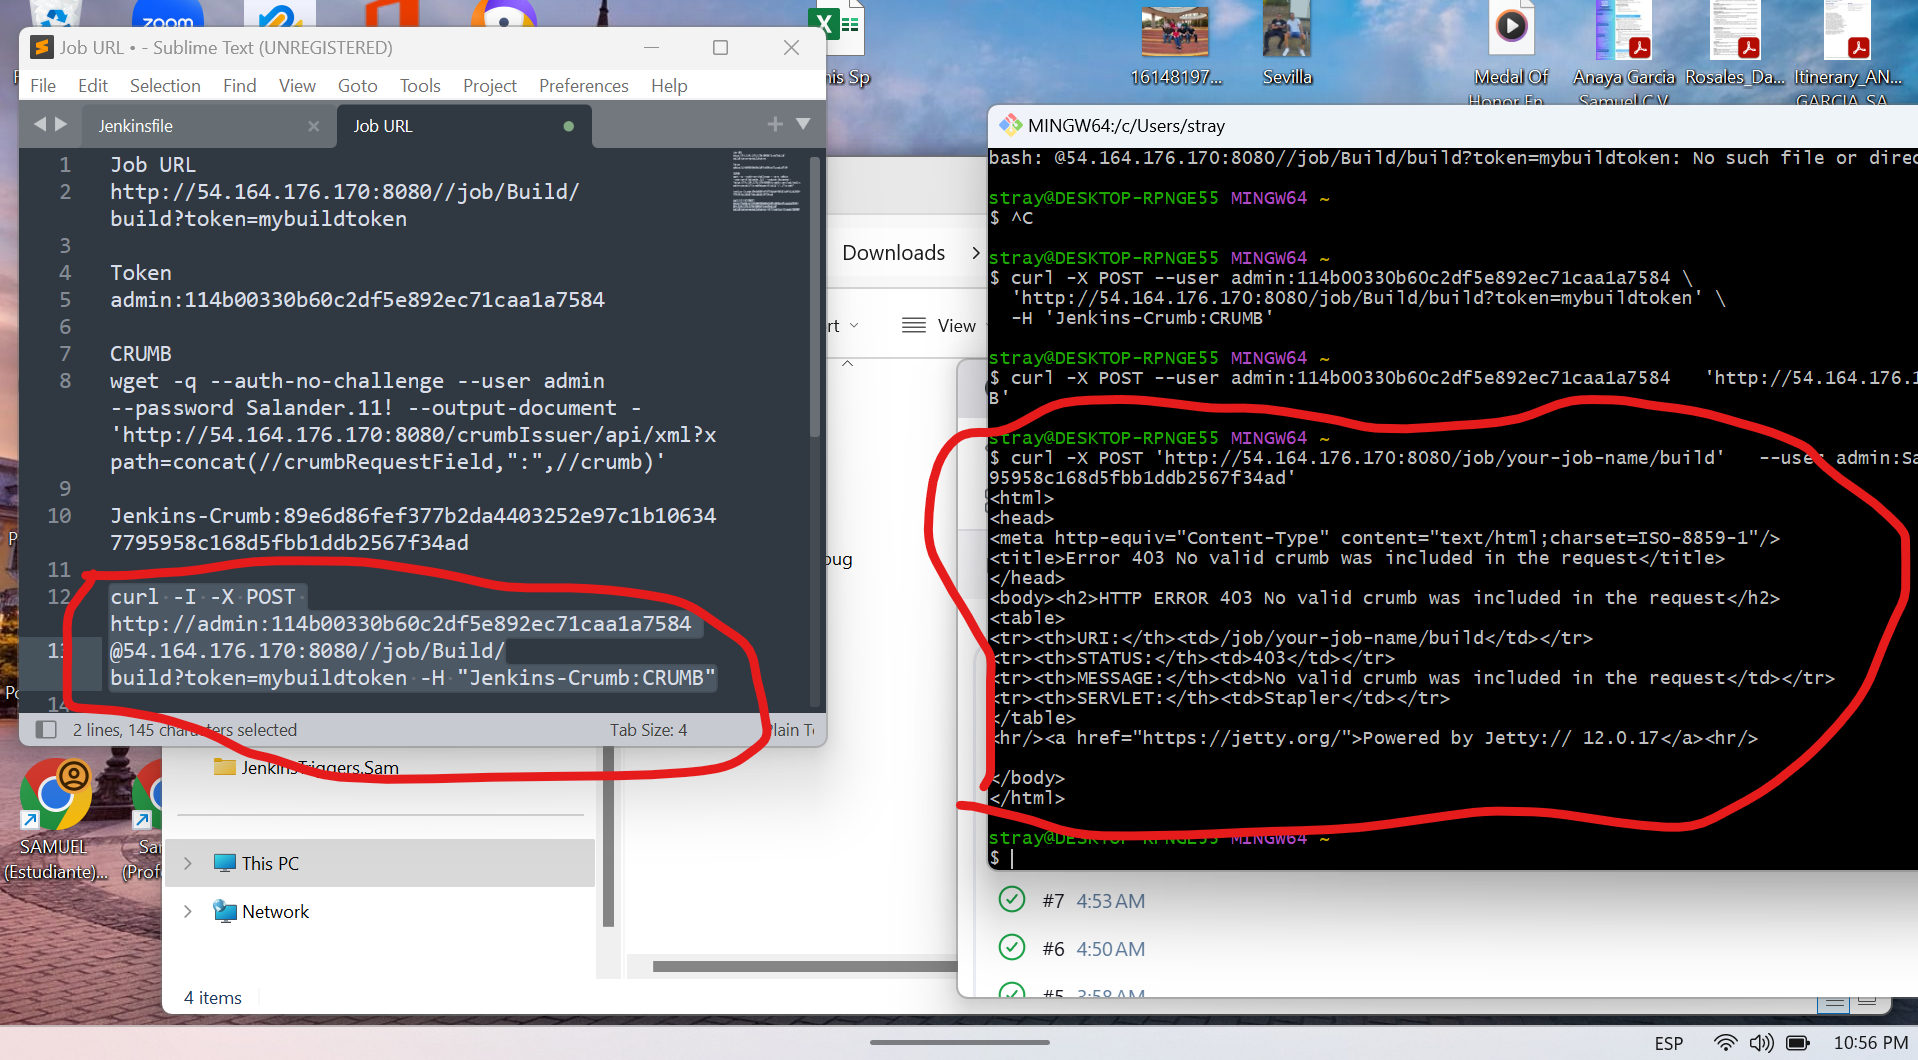 zoom
Job URL • - Sublime Text (UNREGISTERED)
File Edit Selection Find View Goto Tools Project Preferences Help
Jenkinsfile
Job URL
1 Job URL
2 http://54.164.176.170:8080//job/Build/
build?token=mybuildtoken
3
4 Token
5 admin:114b00330b60c2df5e892ec71caa1a7584
6
7 CRUMB
8 wget -q --auth-no-challenge --user admin
--password Salander.11! --output-document -
'http://54.164.176.170:8080/crumbIssuer/api/xml?x
path=concat(//crumbRequestField,":",//crumb)'
9
10 Jenkins-Crumb:89e6d86fef377b2da4403252e97c1b10634
7795958c168d5fbb1ddb2567f34ad
11
12 curl -I -X POST
http://admin:114b00330b60c2df5e892ec71caa1a7584
13 @54.164.176.170:8080//job/Build/
build?token=mybuildtoken -H "Jenkins-Crumb:CRUMB"
14
2 lines, 145 characters selected
Tab Size: 4
Plain
his Sp
16148197...
Sevilla
Medal Of
Honor
Anaya Garcia
Samuel C.V
Rosales_Da...
Itinerary_AN...
GARCIA_SA
Downloads
View
JenkinsTriggers.Sam
This PC
Network
4 items
SAMUEL
(Estudiante)...
MINGW64:/c/Users/stray
bash: @54.164.176.170:8080//job/Build/build?token=mybuildtoken: No such file or direc
stray@DESKTOP-RPNGE55 MINGW64 ~
$ ^C
stray@DESKTOP-RPNGE55 MINGW64 ~
$ curl -X POST --user admin:114b00330b60c2df5e892ec71caa1a7584 \
'http://54.164.176.170:8080/job/Build/build?token=mybuildtoken' \
-H 'Jenkins-Crumb:CRUMB'
stray@DESKTOP-RPNGE55 MINGW64 ~
$ curl -X POST --user admin:114b00330b60c2df5e892ec71caa1a7584 'http://54.164.176.1
B'
stray@DESKTOP-RPNGE55 MINGW64 ~
$ curl -X POST 'http://54.164.176.170:8080/job/your-job-name/build' --user admin:Sa
95958c168d5fbb1ddb2567f34ad'
<html>
<head>
<meta http-equiv="Content-Type" content="text/html;charset=ISO-8859-1"/>
<title>Error 403 No valid crumb was included in the request</title>
</head>
<body><h2>HTTP ERROR 403 No valid crumb was included in the request</h2>
<table>
<tr><th>URI:</th><td>/job/your-job-name/build</td></tr>
<tr><th>STATUS:</th><td>403</td></tr>
<tr><th>MESSAGE:</th><td>No valid crumb was included in the request</td></tr>
<tr><th>SERVLET:</th><td>Stapler</td></tr>
</table>
<hr/><a href="https://jetty.org/">Powered by Jetty:// 12.0.17</a><hr/>
</body>
</html>
stray@DESKTOP-RPNGE55 MINGW64 ~
$
#7 4:53 AM
#6 4:50 AM
#5 3:58 AM
ESP
10:56 PM